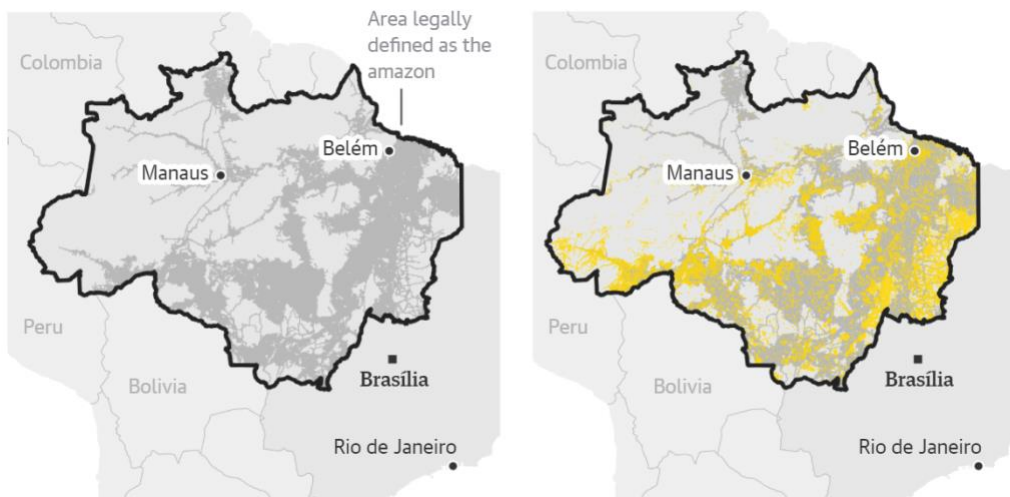 Area legally
defined as the
amazon
Colombia
Belém
Manaus
Peru
Brasília
Bolivia
Rio de Janeiro
Colombia
Belém
Manaus
Peru
Brasília
Bolivia
Rio de Janeiro